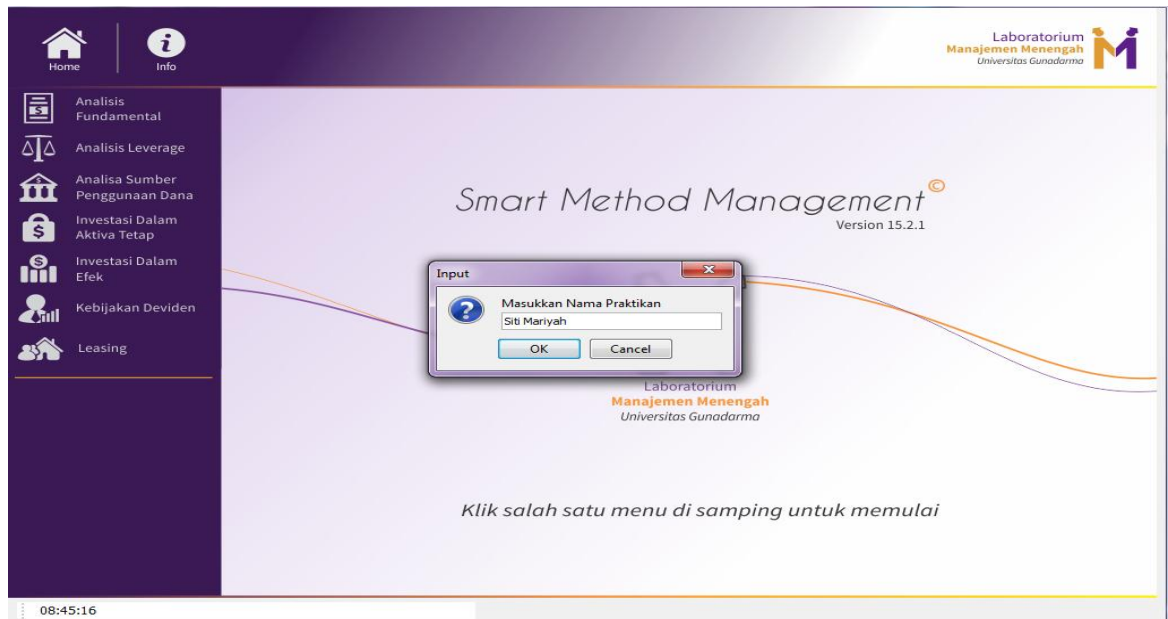 Home
Info
Laboratorium
Manajemen Menengah
Universitas Gunadarma
Analisis
Fundamental
Analisis Leverage
Analisa Sumber
Penggunaan Dana
Investasi Dalam
Aktiva Tetap
Investasi Dalam
Efek
Kebijakan Deviden
Leasing
Smart Method Management©
Version 15.2.1
Input
Masukkan Nama Praktikan
Siti Mariyah
OK
Cancel
Laboratorium
Manajemen Menengah
Universitas Gunadarma
Klik salah satu menu di samping untuk memulai
08:45:16